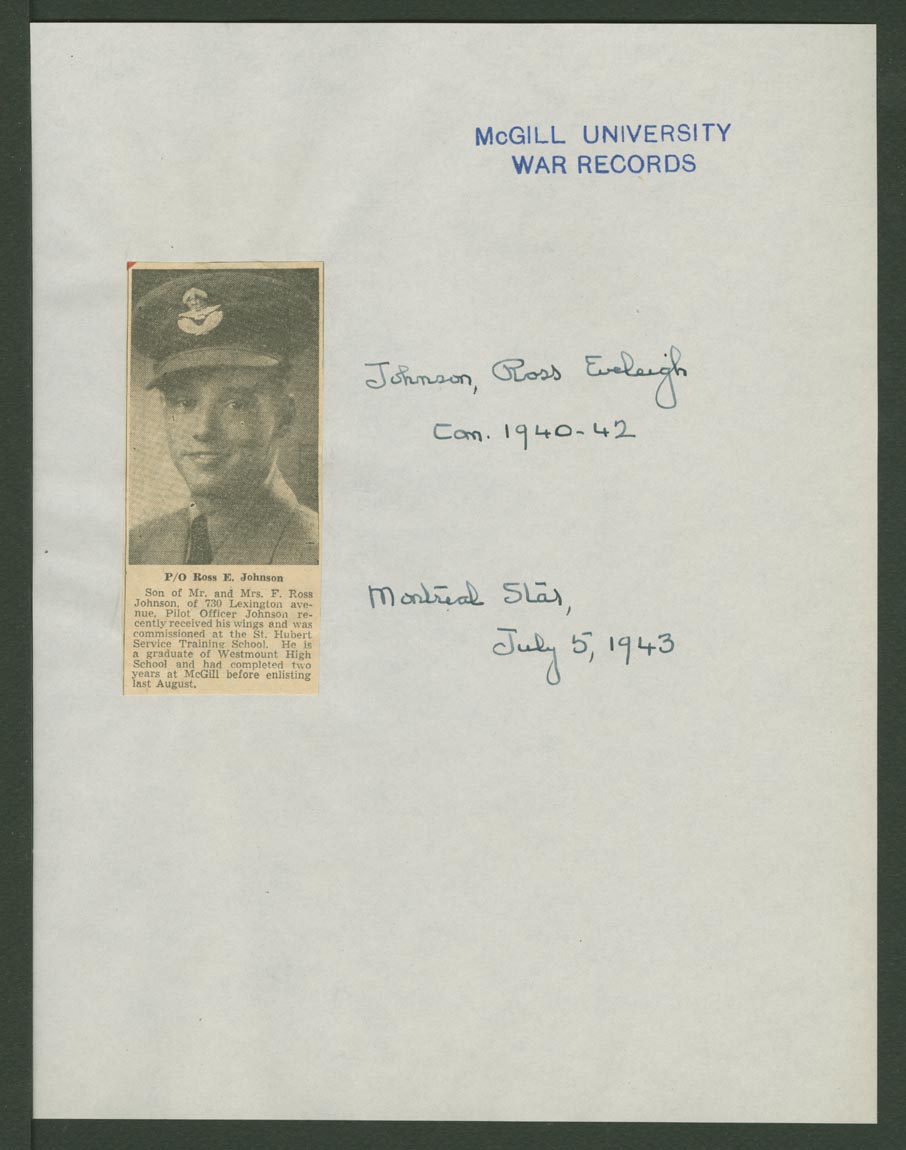 McGILL UNIVERSITY
WAR RECORDS
Johnson, Ross Eveleigh
Com. 1940-42
Montreal Star,
July 5, 1943
P/O Ross E. Johnson
Son of Mr. and Mrs. F. Ross
Johnson, of 730 Lexington ave-
nue, Pilot Officer Johnson re-
cently received his wings and was
commissioned at the St. Hubert
Service Training School. He is
a graduate of Westmount High
School and had completed two
years at McGill before enlisting
last August.